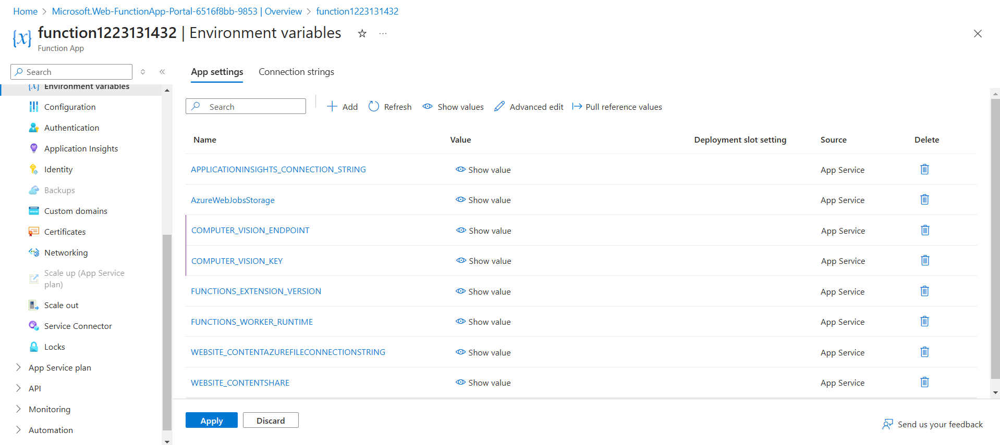 Home > Microsoft.Web-FunctionApp-Portal-6516f8bb-9853 | Overview > function1223131432
function1223131432 | Environment variables
Function App
Search
Environment variables
Configuration
Authentication
Application Insights
Identity
Backups
Custom domains
Certificates
Networking
Scale up (App Service
plan)
Scale out
Service Connector
Locks
App Service plan
API
Monitoring
Automation
App settings Connection strings
Search Add Refresh Show values Advanced edit Pull reference values
Name Value Deployment slot setting Source Delete
APPLICATIONINSIGHTS_CONNECTION_STRING Show value App Service
AzureWebJobsStorage Show value App Service
COMPUTER_VISION_ENDPOINT Show value App Service
COMPUTER_VISION_KEY Show value App Service
FUNCTIONS_EXTENSION_VERSION Show value App Service
FUNCTIONS_WORKER_RUNTIME Show value App Service
WEBSITE_CONTENTAZUREFILECONNECTIONSTRING Show value App Service
WEBSITE_CONTENTSHARE Show value App Service
Apply Discard
Send us your feedback